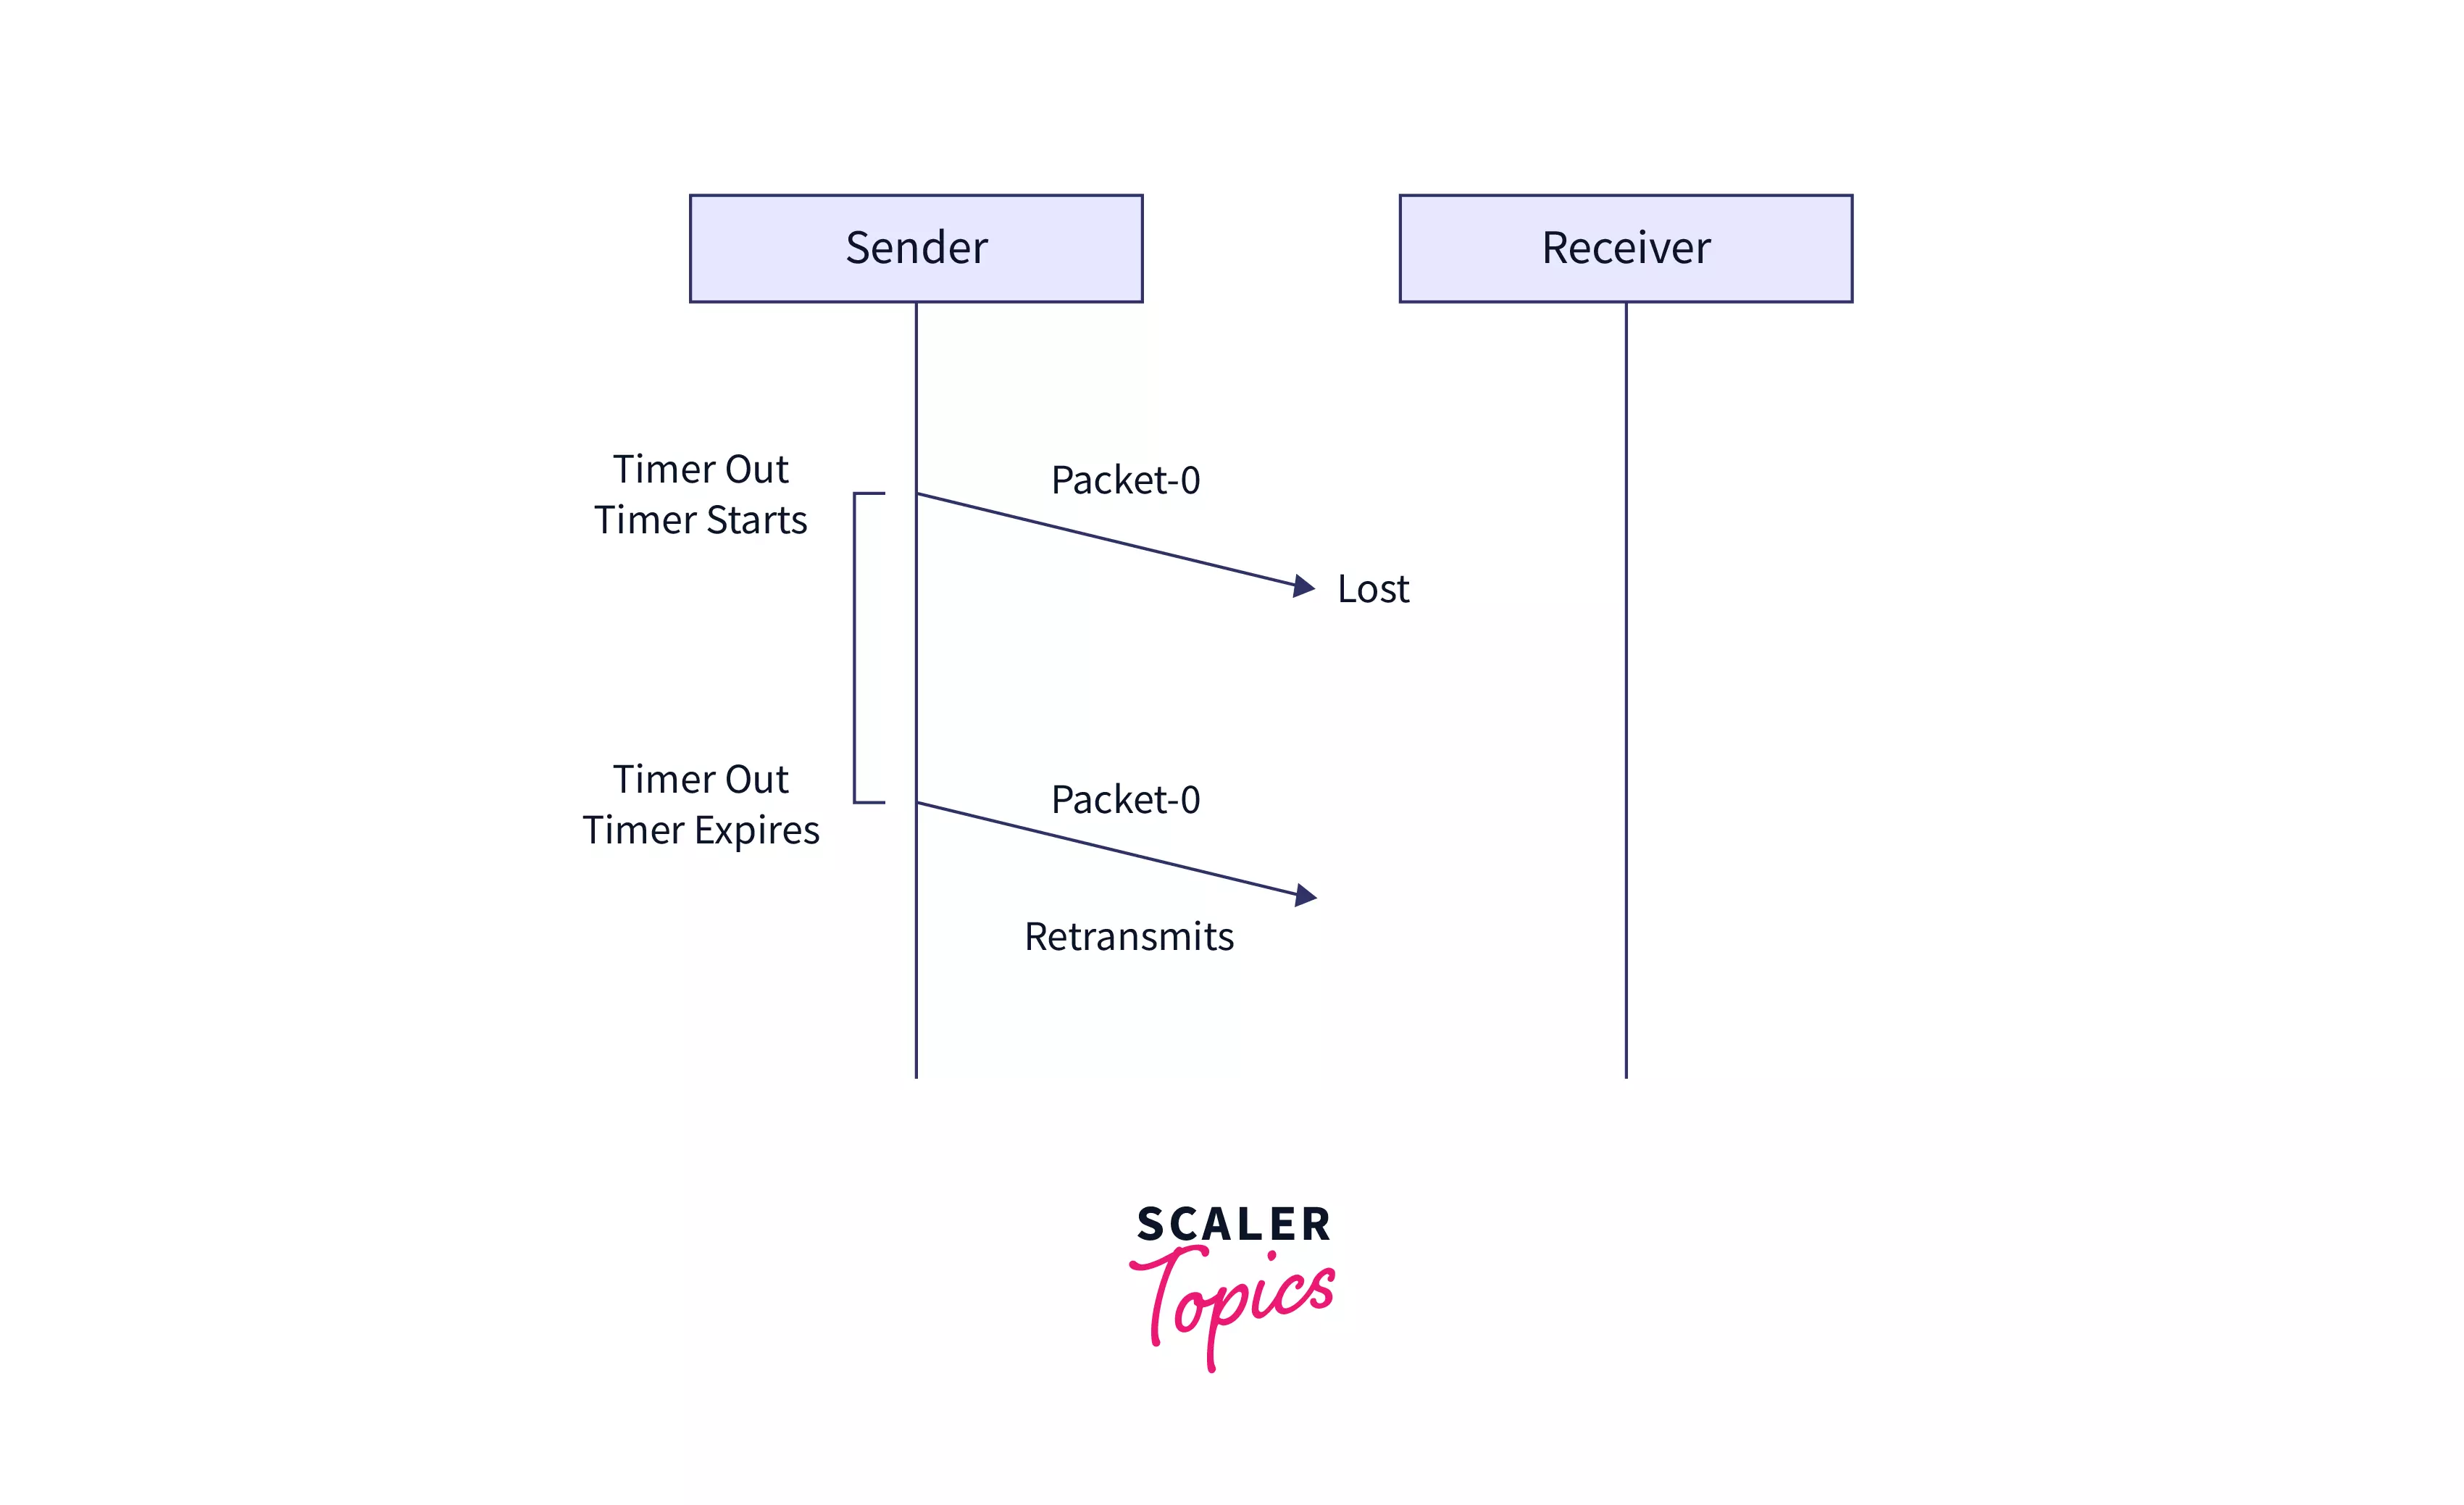 Sender
Receiver
Timer Out
Timer Starts
Packet-0
Lost
Timer Out
Timer Expires
Packet-0
Retransmits
SCALER
Topics